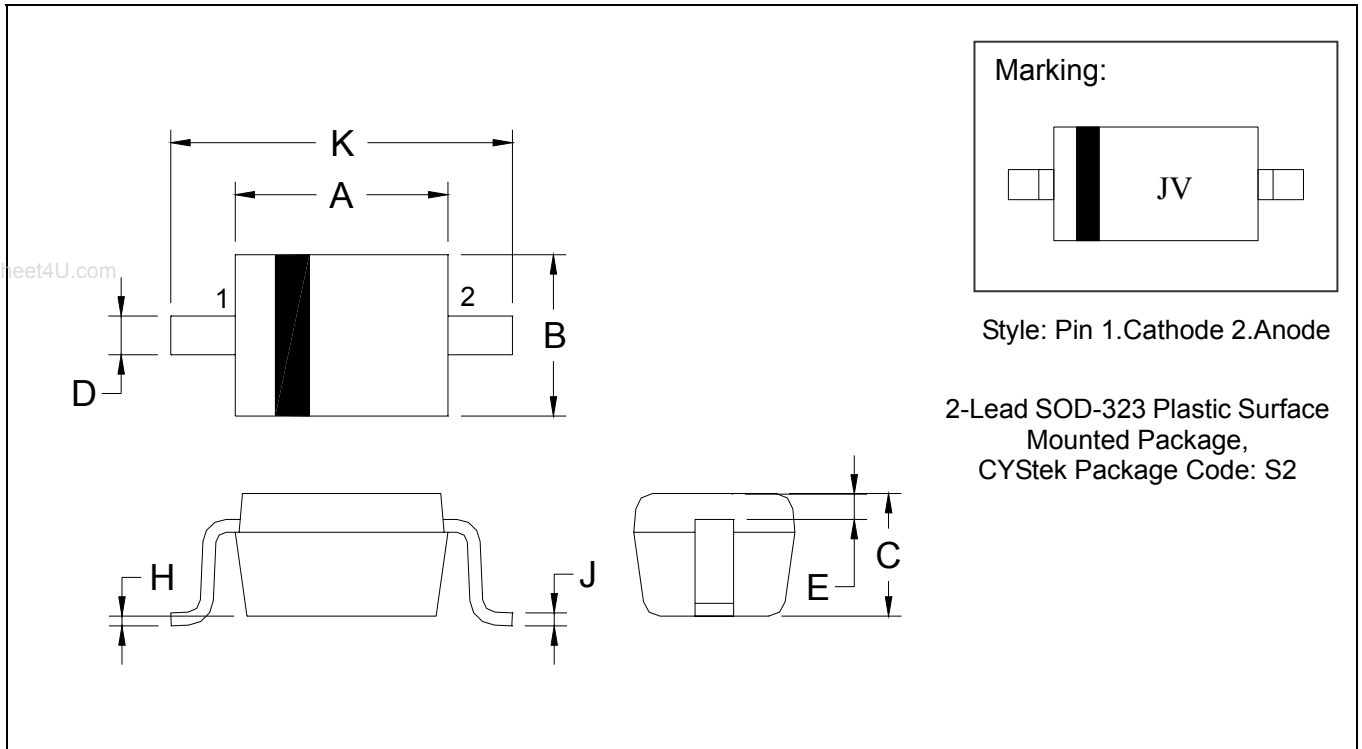 Marking:
JV
K
A
heet4U.com
1
2
B
D
Style: Pin 1.Cathode 2.Anode
2-Lead SOD-323 Plastic Surface
Mounted Package,
CYStek Package Code: S2
H
J
E
C